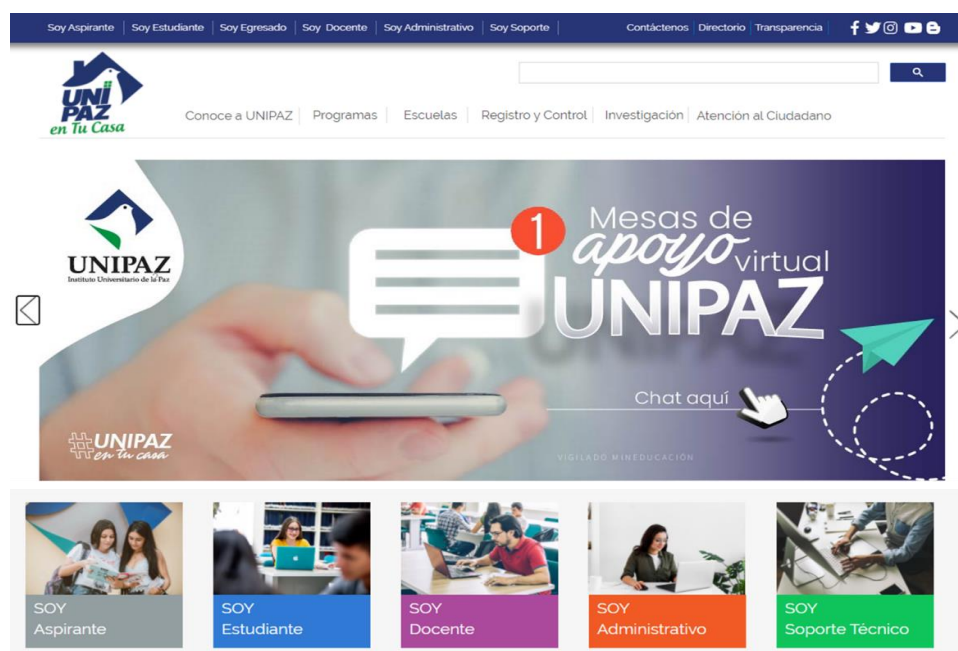 Soy Aspirante | Soy Estudiante | Soy Egresado | Soy Docente | Soy Administrativo | Soy Soporte |
Contáctenos | Directorio | Transparencia
UNI
PAZ
en Tu Casa
Conoce a UNIPAZ | Programas | Escuelas | Registro y Control | Investigación | Atención al Ciudadano
UNIPAZ
Instituto Universitario de la Paz
1
Mesas de
apoyo virtual
UNIPAZ
Chat aquí
#UNIPAZ
en tu casa
VIGILADO MINEDUCACIÓN
SOY
Aspirante
SOY
Estudiante
SOY
Docente
SOY
Administrativo
SOY
Soporte Técnico